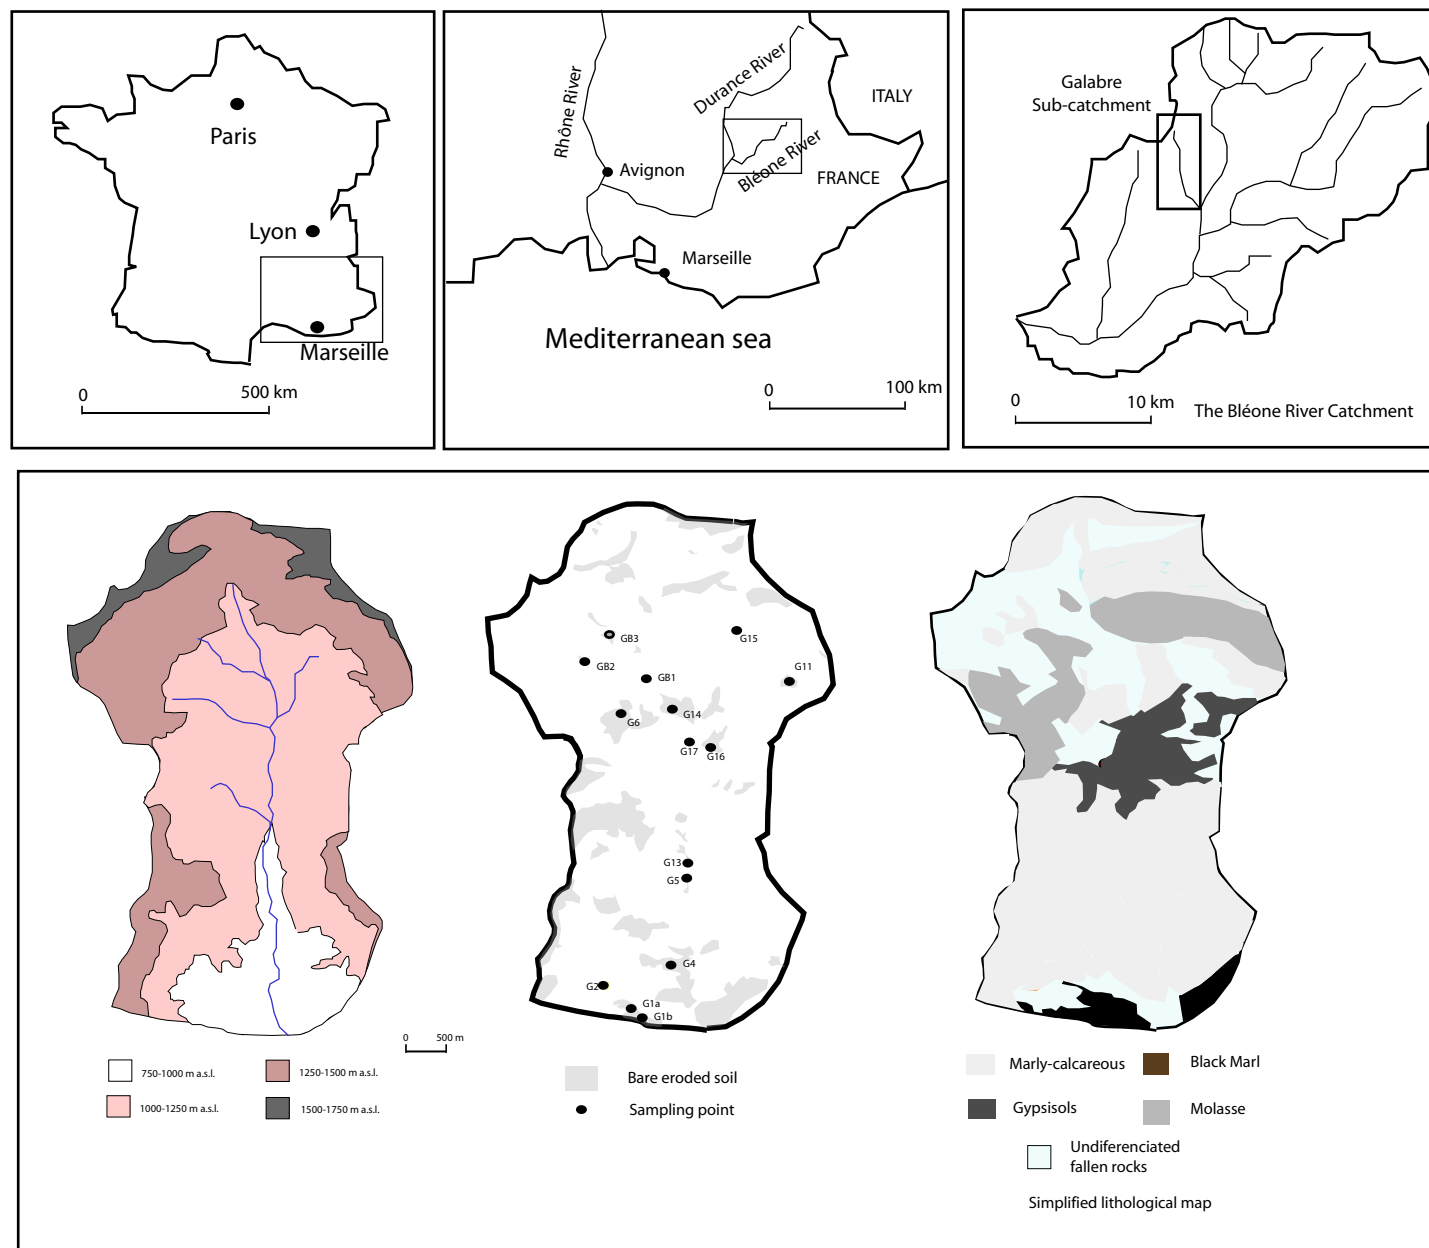 Paris
Lyon
Marseille
0 500 km
Rhône River
Durance River
ITALY
Avignon
Bléone River
FRANCE
Marseille
Mediterranean sea
0 100 km
Galabre
Sub-catchment
0 10 km
The Bléone River Catchment
GB3
G15
GB2
GB1
G11
G6
G14
G17
G16
G13
G5
G4
G2
G1a
G1b
0 500 m
750-1000 m a.s.l.
1250-1500 m a.s.l.
1000-1250 m a.s.l.
1500-1750 m a.s.l.
Bare eroded soil
Sampling point
Marly-calcareous
Black Marl
Gypsisols
Molasse
Undiferenciated
fallen rocks
Simplified lithological map